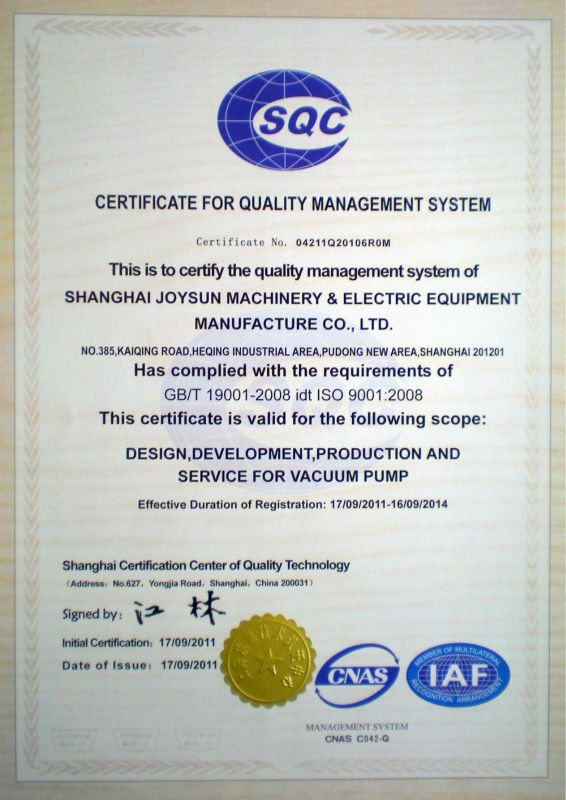 SQC
CERTIFICATE FOR QUALITY MANAGEMENT SYSTEM
Certificate No. 04211Q20106R0M
This is to certify the quality management system of
SHANGHAI JOYSUN MACHINERY & ELECTRIC EQUIPMENT
MANUFACTURE CO., LTD.
NO.385,KAIQING ROAD,HEQING INDUSTRIAL AREA,PUDONG NEW AREA,SHANGHAI 201201
Has complied with the requirements of
GB/T 19001-2008 idt ISO 9001:2008
This certificate is valid for the following scope:
DESIGN,DEVELOPMENT,PRODUCTION AND
SERVICE FOR VACUUM PUMP
Effective Duration of Registration: 17/09/2011-16/09/2014
Shanghai Certification Center of Quality Technology
(Address: No.627, Yongjia Road, Shanghai, China 200031)
Signed by: 江 林
Initial Certification: 17/09/2011
Date of Issue: 17/09/2011
CNAS
MEMBER OF MULTILATERAL
IAF
RECOGNITION ARRANGEMENT
MANAGEMENT SYSTEM
CNAS C042-Q